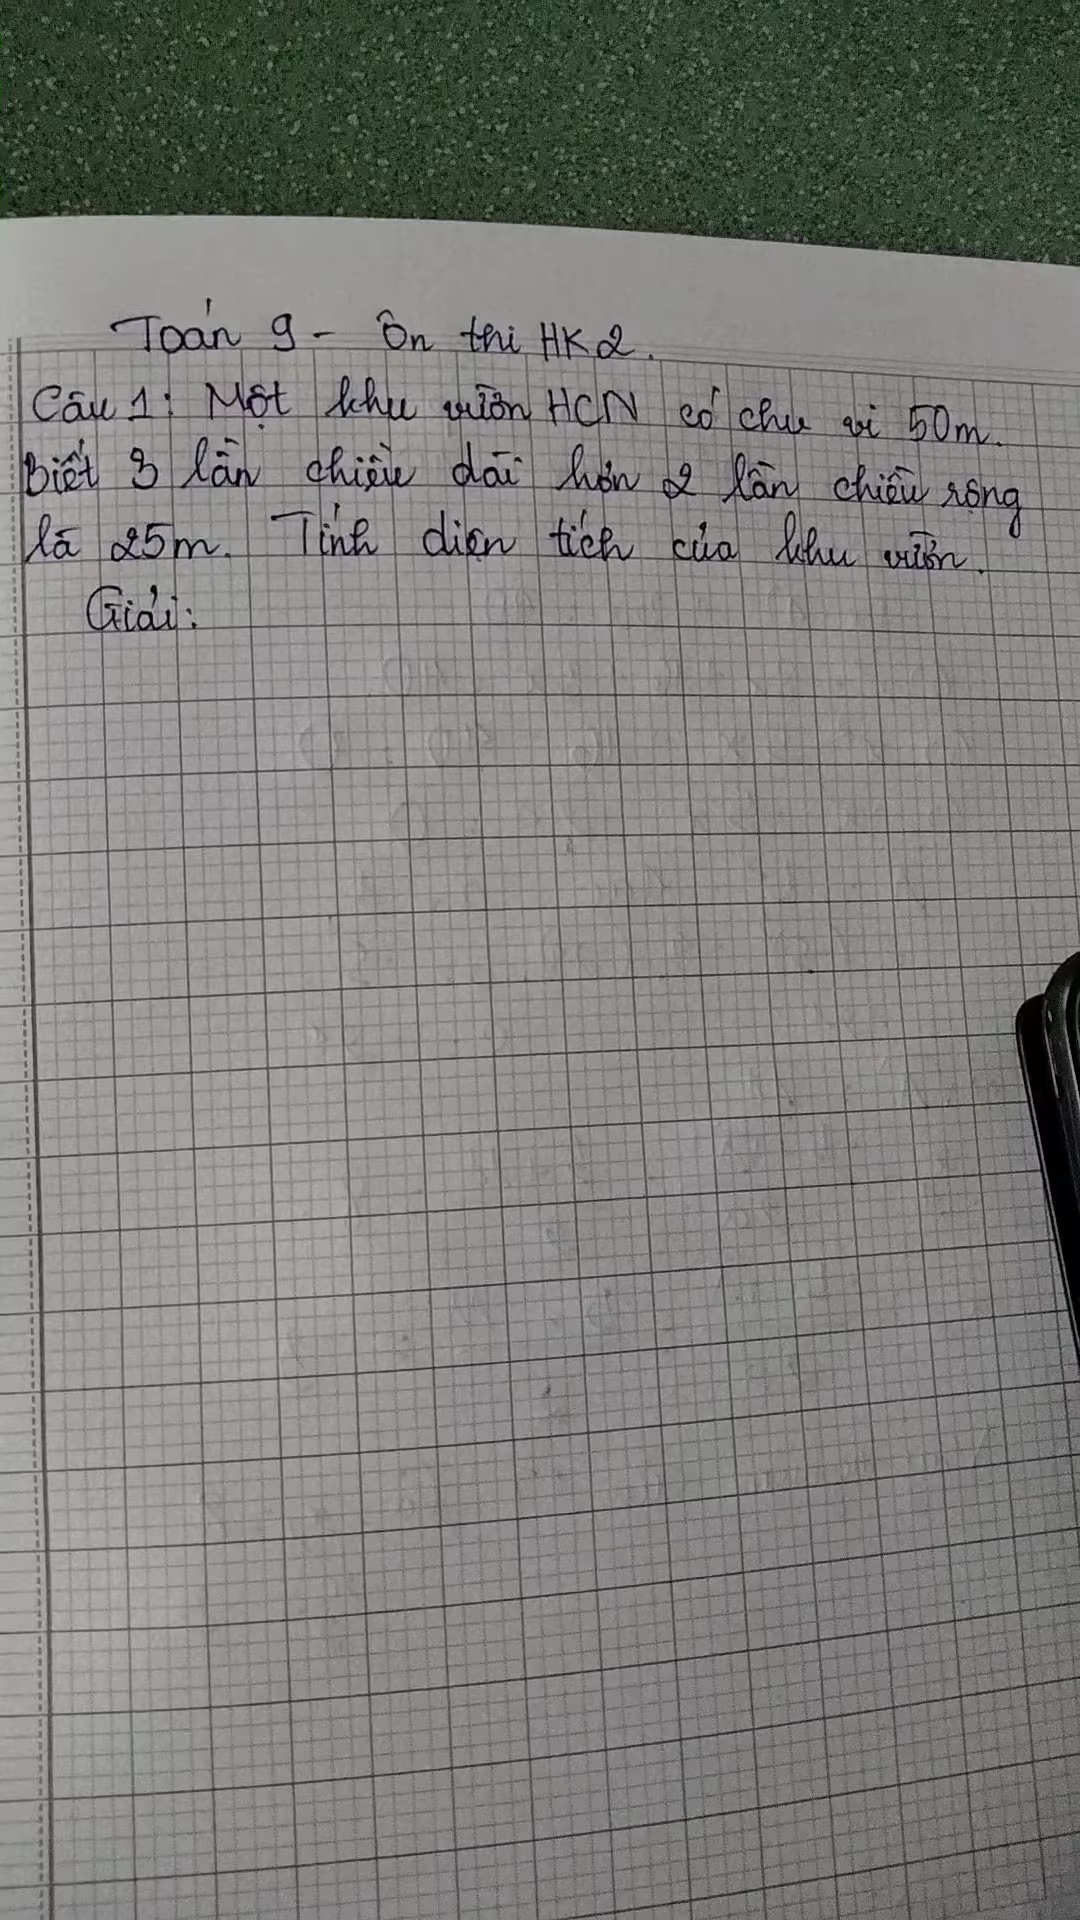 Toán 9 - Ôn thi HK2.
Câu 1: Một khu vườn HCN có chu vi 50m.
Biết 3 lần chiều dài hơn 2 lần chiều rộng
là 25m. Tính diện tích của khu vườn.
Giải: